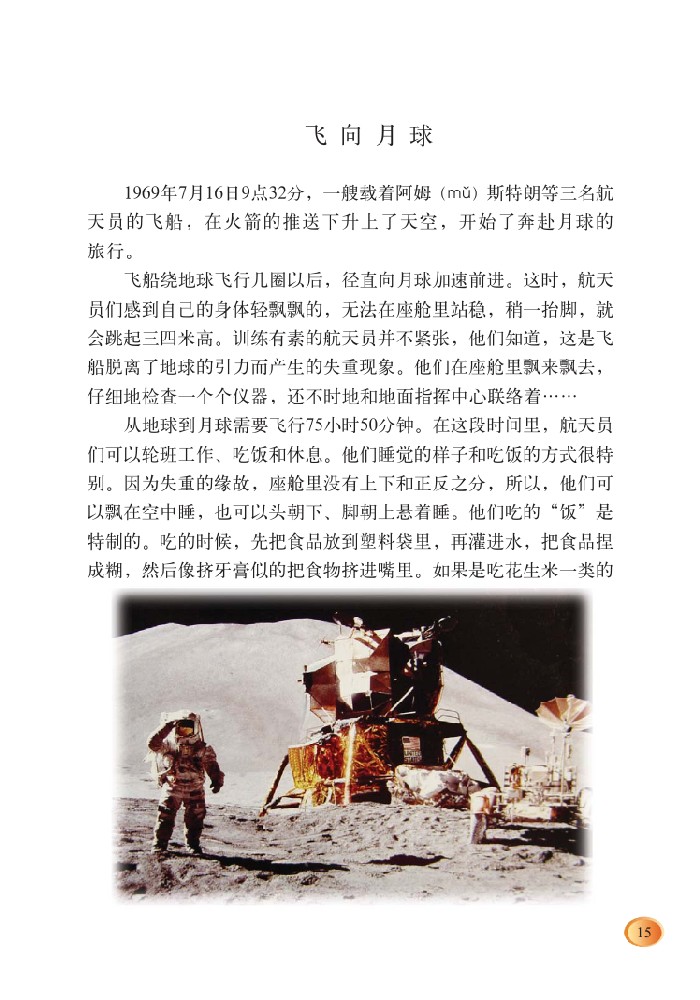 飞向月球
1969年7月16日9点32分，一艘载着阿姆（mǔ）斯特朗等三名航
天员的飞船，在火箭的推送下升上了天空，开始了奔赴月球的
旅行。
飞船绕地球飞行几圈以后，径直向月球加速前进。这时，航天
员们感到自己的身体轻飘飘的，无法在座舱里站稳，稍一抬脚，就
会跳起三四米高。训练有素的航天员并不紧张，他们知道，这是飞
船脱离了地球的引力而产生的失重现象。他们在座舱里飘来飘去，
仔细地检查一个个仪器，还不时地和地面指挥中心联络着……
从地球到月球需要飞行75小时50分钟。在这段时间里，航天员
们可以轮班工作、吃饭和休息。他们睡觉的样子和吃饭的方式很特
别。因为失重的缘故，座舱里没有上下和正反之分，所以，他们可
以飘在空中睡，也可以头朝下、脚朝上悬着睡。他们吃的“饭”是
特制的。吃的时候，先把食品放到塑料袋里，再灌进水，把食品捏
成糊，然后像挤牙膏似的把食物挤进嘴里。如果是吃花生米一类的
15